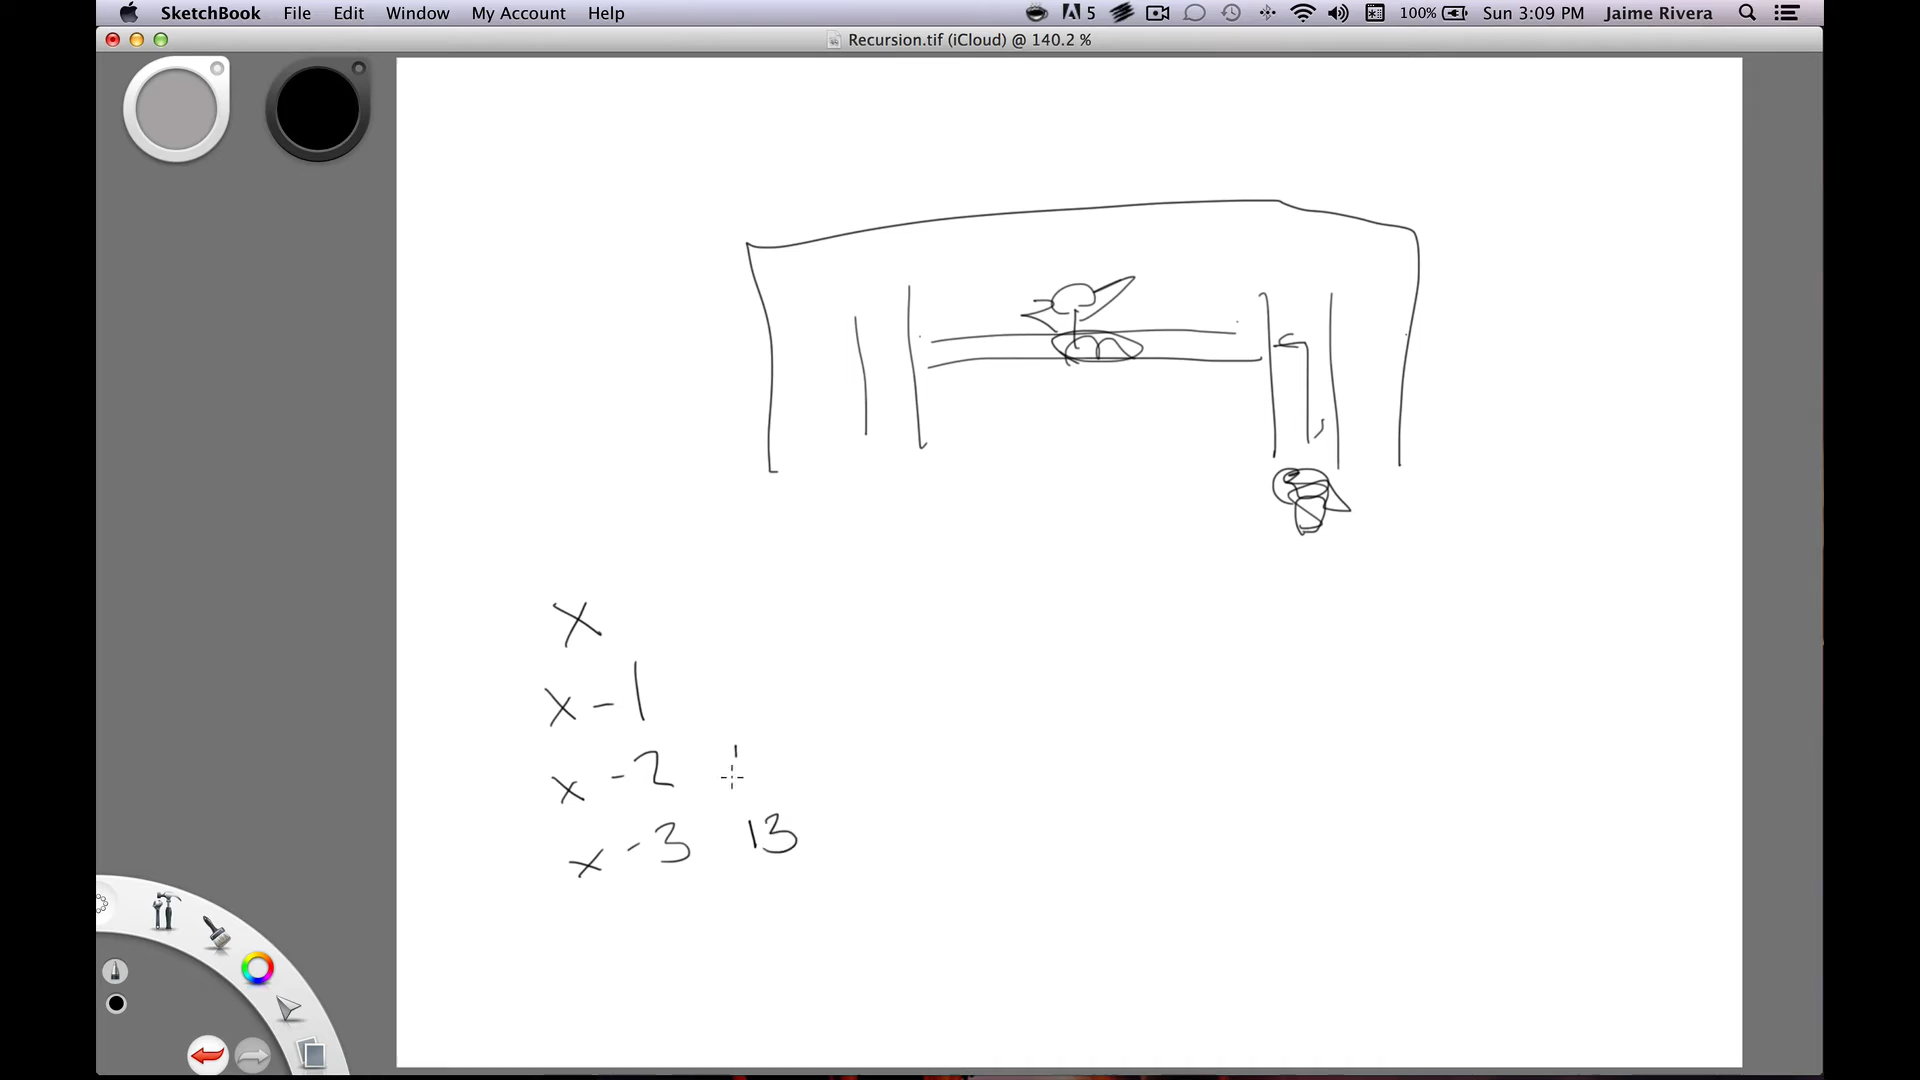 SketchBook File Edit Window My Account Help 5 100% Sun 3:09 PM Jaime Rivera
Recursion.tif (iCloud) @ 140.2 %
x
x - 1
x - 2
x - 3 13